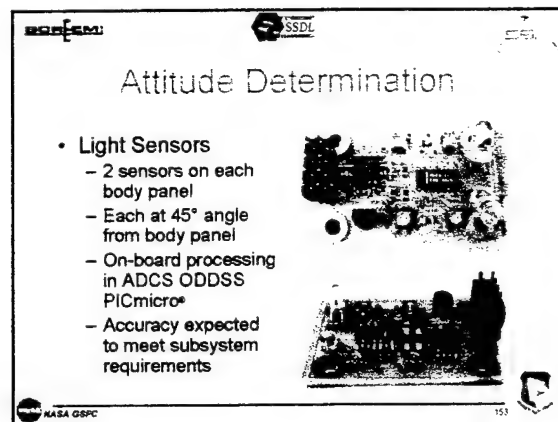 SSDL
Attitude Determination
• Light Sensors
– 2 sensors on each
body panel
– Each at 45° angle
from body panel
– On-board processing
in ADCS ODDSS
PICmicro®
– Accuracy expected
to meet subsystem
requirements
NASA GSFC
153